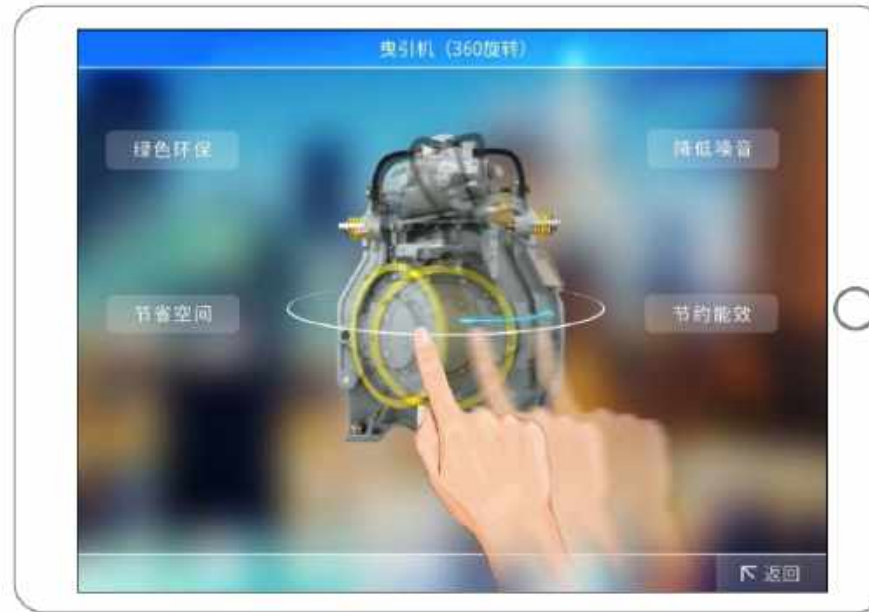 曳引机（360旋转）
绿色环保
降低噪音
节省空间
节约能效
返回